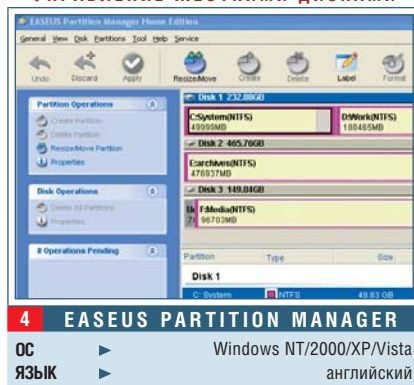 EASEUS Partition Manager Home Edition
General View Disk Partitions Tool Help Service
Undo Discard Apply Resize/Move Create Delete Label Format
Partition Operations
Create Partition
Delete Partition
Resize/Move Partition
Properties
Disk Operations
Delete All Partitions
Properties
8 Operations Pending
Disk 1 232.88GB
C:System(NTFS) D:Work(NTFS)
49999MB 188465MB
Disk 2 465.76GB
E:archives(NTFS)
476937MB
Disk 3 149.04GB
F:Media(NTFS)
96703MB
Partition Type Size
Disk 1
C: System NTFS 48.83 GB
4 EASEUS PARTITION MANAGER
ОС Windows NT/2000/XP/Vista
ЯЗЫК английский